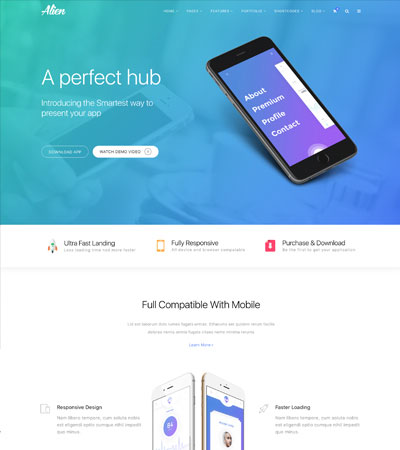 Alien
HOME PAGES FEATURES PORTFOLIO SHORTCODES BLOG
A perfect hub
Introducing the Smartest way to
present your app
DOWNLOAD APP
WATCH DEMO VIDEO
About
Premium
Profile
Contact
Ultra Fast Landing
Less loading time and more faster
Fully Responsive
All device and browser compatable
Purchase & Download
Be the first to get your application
Full Compatible With Mobile
Learn More
Responsive Design
Nam libero tempore, cum soluta nobis
est eligendi optio cumque nihil impedit
quo minus.
84
Faster Loading
Nam libero tempore, cum soluta nobis
est eligendi optio cumque nihil impedit
quo minus.